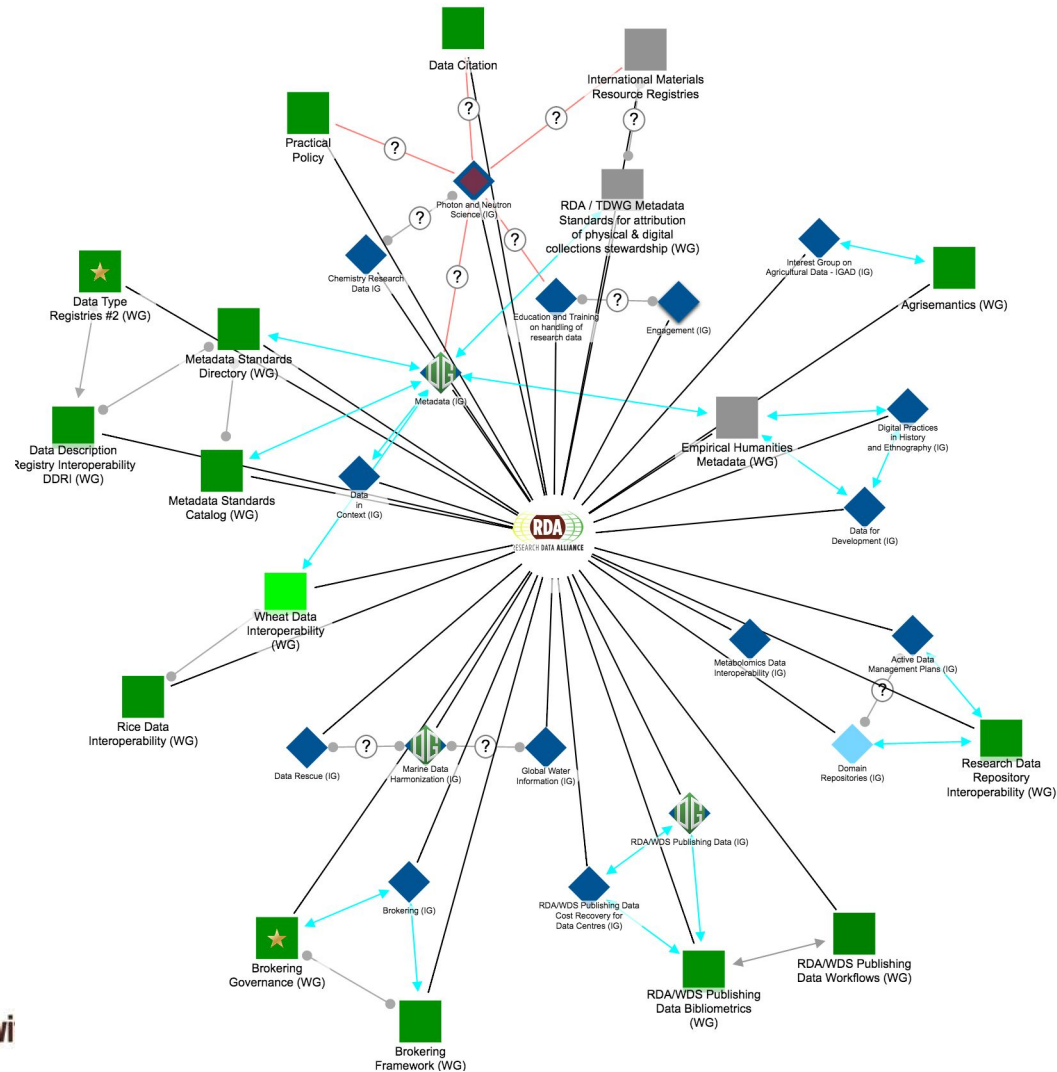 Data Citation
International Materials
Resource Registries
?
?
?
Practical
Policy
?
Photon and Neutron
Science (IG)
RDA / TDWG Metadata
Standards for attribution
of physical & digital
collections stewardship (WG)
?
?
Chemistry Research
Data IG
?
Interest Group on
Agricultural Data - IGAD (IG)
Agrisemantics (WG)
Data Type
Registries #2 (WG)
Education and Training
on handling of
research data
?
Engagement (IG)
Metadata Standards
Directory (WG)
Metadata (IG)
Data Description
Registry Interoperability
DDRI (WG)
Metadata Standards
Catalog (WG)
Data
in
Context (IG)
Empirical Humanities
Metadata (WG)
Digital Practices
in History
and Ethnography (IG)
Data for
Development (IG)
RDA
RESEARCH DATA ALLIANCE
Wheat Data
Interoperability
(WG)
Rice Data
Interoperability (WG)
Metabolomics Data
Interoperability (IG)
Active Data
Management Plans (IG)
?
Domain
Repositories (IG)
Research Data
Repository
Interoperability (WG)
Data Rescue (IG)
?
Marine Data
Harmonization (IG)
?
Global Water
Information (IG)
RDA/WDS Publishing Data (IG)
Brokering (IG)
RDA/WDS Publishing Data
Cost Recovery for
Data Centres (IG)
Brokering
Governance (WG)
RDA/WDS Publishing
Data Bibliometrics
(WG)
RDA/WDS Publishing
Data Workflows (WG)
Brokering
Framework (WG)